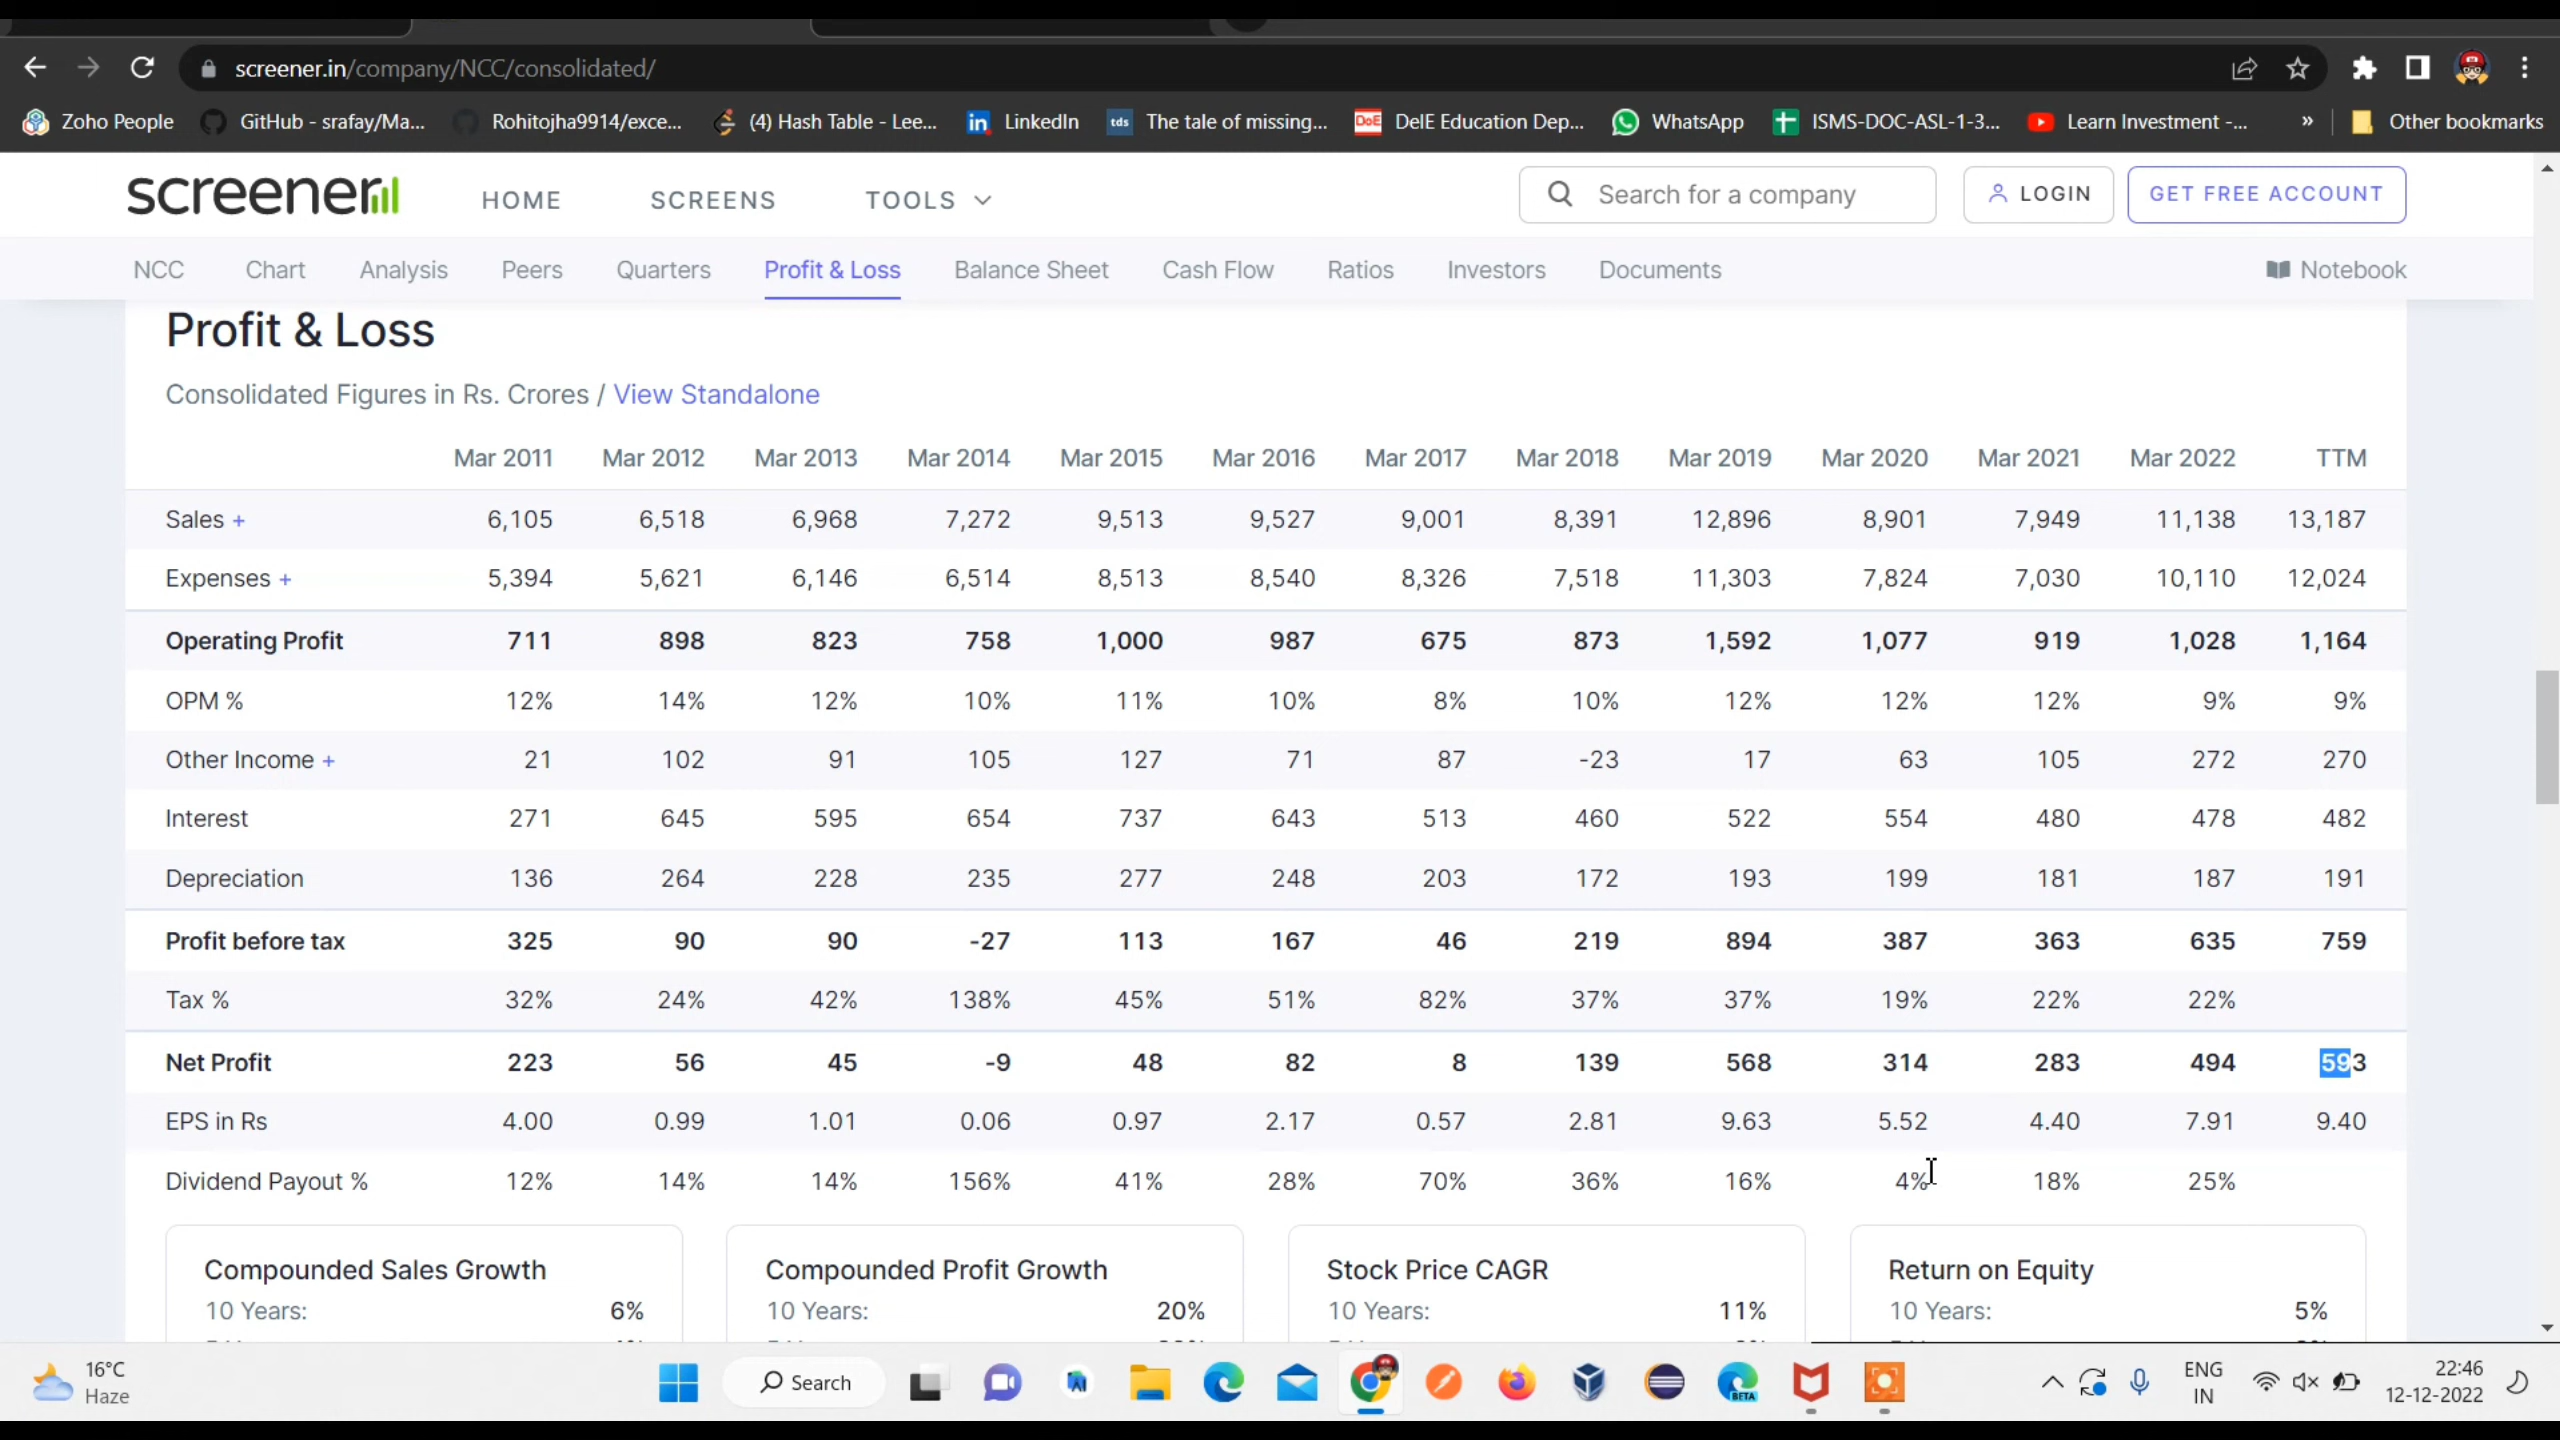 screener.in/company/NCC/consolidated/
Zoho People GitHub - srafay/Ma... Rohitojha9914/exce... (4) Hash Table - Lee... in LinkedIn tds The tale of missing... DoE DelE Education Dep... WhatsApp ISMS-DOC-ASL-1-3... Learn Investment -... » Other bookmarks
screener HOME SCREENS TOOLS Search for a company LOGIN GET FREE ACCOUNT
NCC Chart Analysis Peers Quarters Profit & Loss Balance Sheet Cash Flow Ratios Investors Documents Notebook
Profit & Loss
Consolidated Figures in Rs. Crores / View Standalone
Mar 2011 Mar 2012 Mar 2013 Mar 2014 Mar 2015 Mar 2016 Mar 2017 Mar 2018 Mar 2019 Mar 2020 Mar 2021 Mar 2022 TTM
Sales + 6,105 6,518 6,968 7,272 9,513 9,527 9,001 8,391 12,896 8,901 7,949 11,138 13,187
Expenses + 5,394 5,621 6,146 6,514 8,513 8,540 8,326 7,518 11,303 7,824 7,030 10,110 12,024
Operating Profit 711 898 823 758 1,000 987 675 873 1,592 1,077 919 1,028 1,164
OPM % 12% 14% 12% 10% 11% 10% 8% 10% 12% 12% 12% 9% 9%
Other Income + 21 102 91 105 127 71 87 -23 17 63 105 272 270
Interest 271 645 595 654 737 643 513 460 522 554 480 478 482
Depreciation 136 264 228 235 277 248 203 172 193 199 181 187 191
Profit before tax 325 90 90 -27 113 167 46 219 894 387 363 635 759
Tax % 32% 24% 42% 138% 45% 51% 82% 37% 37% 19% 22% 22%
Net Profit 223 56 45 -9 48 82 8 139 568 314 283 494 593
EPS in Rs 4.00 0.99 1.01 0.06 0.97 2.17 0.57 2.81 9.63 5.52 4.40 7.91 9.40
Dividend Payout % 12% 14% 14% 156% 41% 28% 70% 36% 16% 4% 18% 25%
Compounded Sales Growth Compounded Profit Growth Stock Price CAGR Return on Equity
10 Years: 6% 10 Years: 20% 10 Years: 11% 10 Years: 5%
16°C Search ENG 22:46
Haze BETA IN 12-12-2022